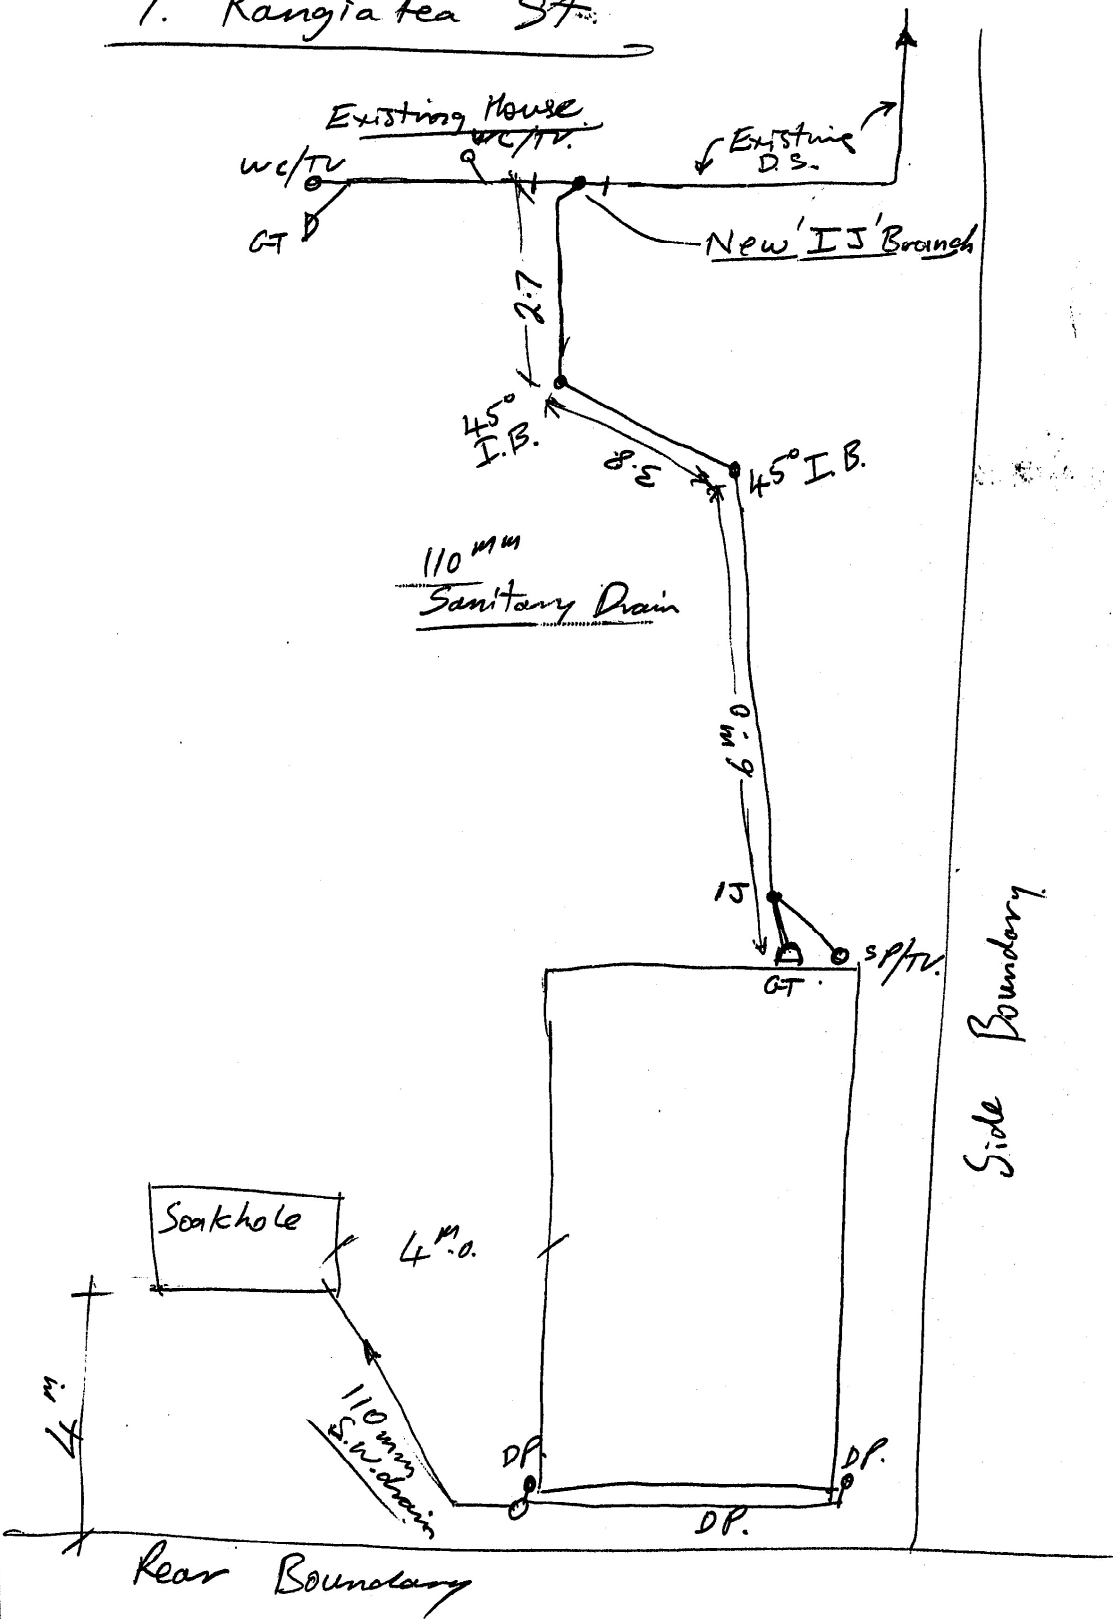 7. Rangiatea St.
Existing House
WC/TV.
WC/TV
GT
Existing
D.S.
New 'IJ' Branch
2.7
45°
I.B.
3.8
45° I.B.
110mm
Sanitary Drain
6m.0
IJ
SP/TV.
GT.
Side Boundary
Soakhole
4m.0.
4m
110mm
S.W. drain
DP.
DP.
DP.
Rear Boundary